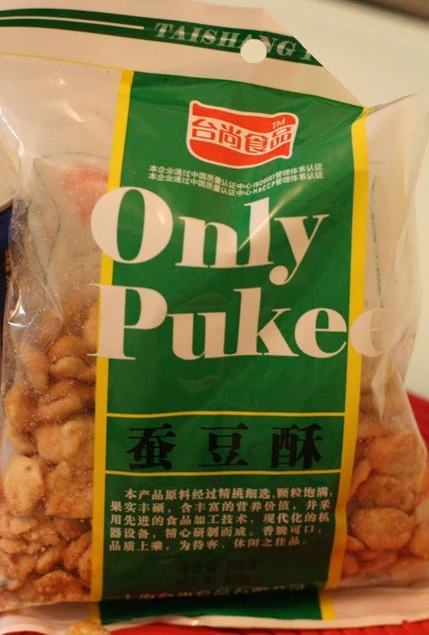 TAISHANG
台尚食品
TM
本企业通过中国质量认证中心ISO9001管理体系认证
本企业通过中国质量认证中心HACCP管理体系认证
Only
Puke
蚕豆酥
本产品原料经过精挑细选,颗粒饱满,
果实丰硕,含丰富的营养价值,并采
用先进的食品加工技术,现代化的机
器设备,精心研制而成。香脆可口,
品质上乘,为待客、休闲之佳品。